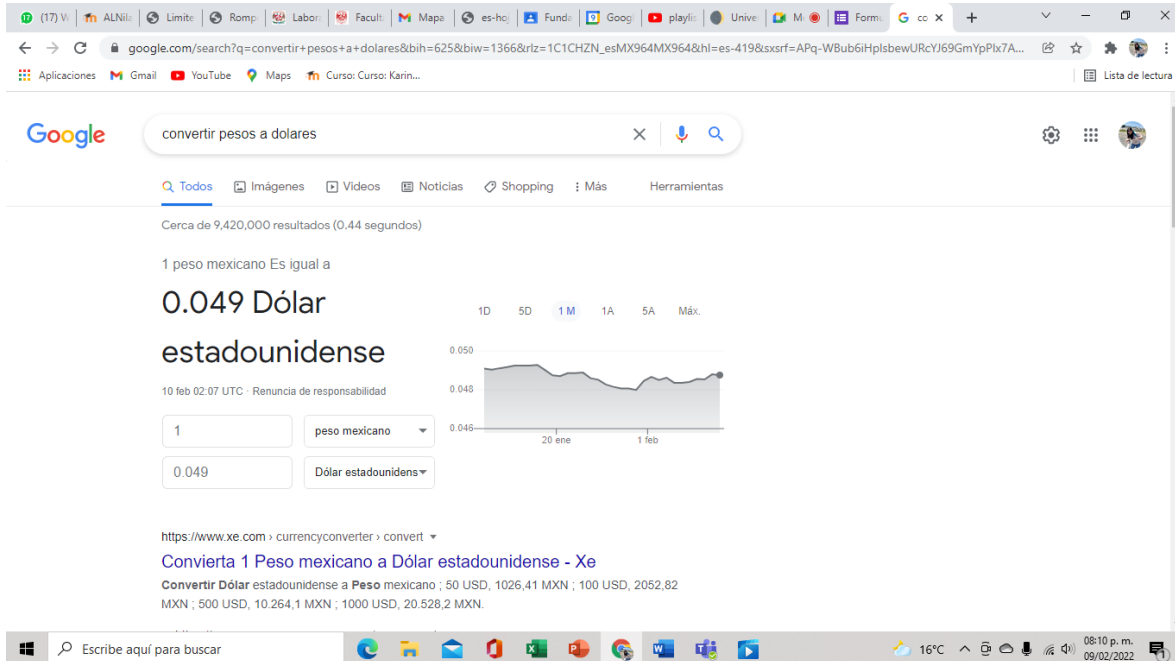 (17) W
ALNila
Limite
Romp
Labon
Facult
Mapa
es-hoj
Funda
Googl
playlis
Unive
M
Formu
co
google.com/search?q=convertir+pesos+a+dolares&bih=625&biw=1366&rlz=1C1CHZN_esMX964MX964&hl=es-419&sxsrf=APq-WBub6iHpIsbewURcYJ69GmYpPlx7A...
Aplicaciones Gmail YouTube Maps Curso: Curso: Karin... Lista de lectura
Google convertir pesos a dolares
Todos Imágenes Videos Noticias Shopping Más Herramientas
Cerca de 9,420,000 resultados (0.44 segundos)
1 peso mexicano Es igual a
0.049 Dólar
estadounidense
10 feb 02:07 UTC · Renuncia de responsabilidad
1 peso mexicano
0.049 Dólar estadounidens
1D 5D 1 M 1A 5A Máx.
0.050
0.048
0.046
20 ene 1 feb
https://www.xe.com › currencyconverter › convert
Convierta 1 Peso mexicano a Dólar estadounidense - Xe
Convertir Dólar estadounidense a Peso mexicano ; 50 USD, 1026,41 MXN ; 100 USD, 2052,82
MXN ; 500 USD, 10.264,1 MXN ; 1000 USD, 20.528,2 MXN.
Escribe aquí para buscar
16°C
08:10 p. m.
09/02/2022
1